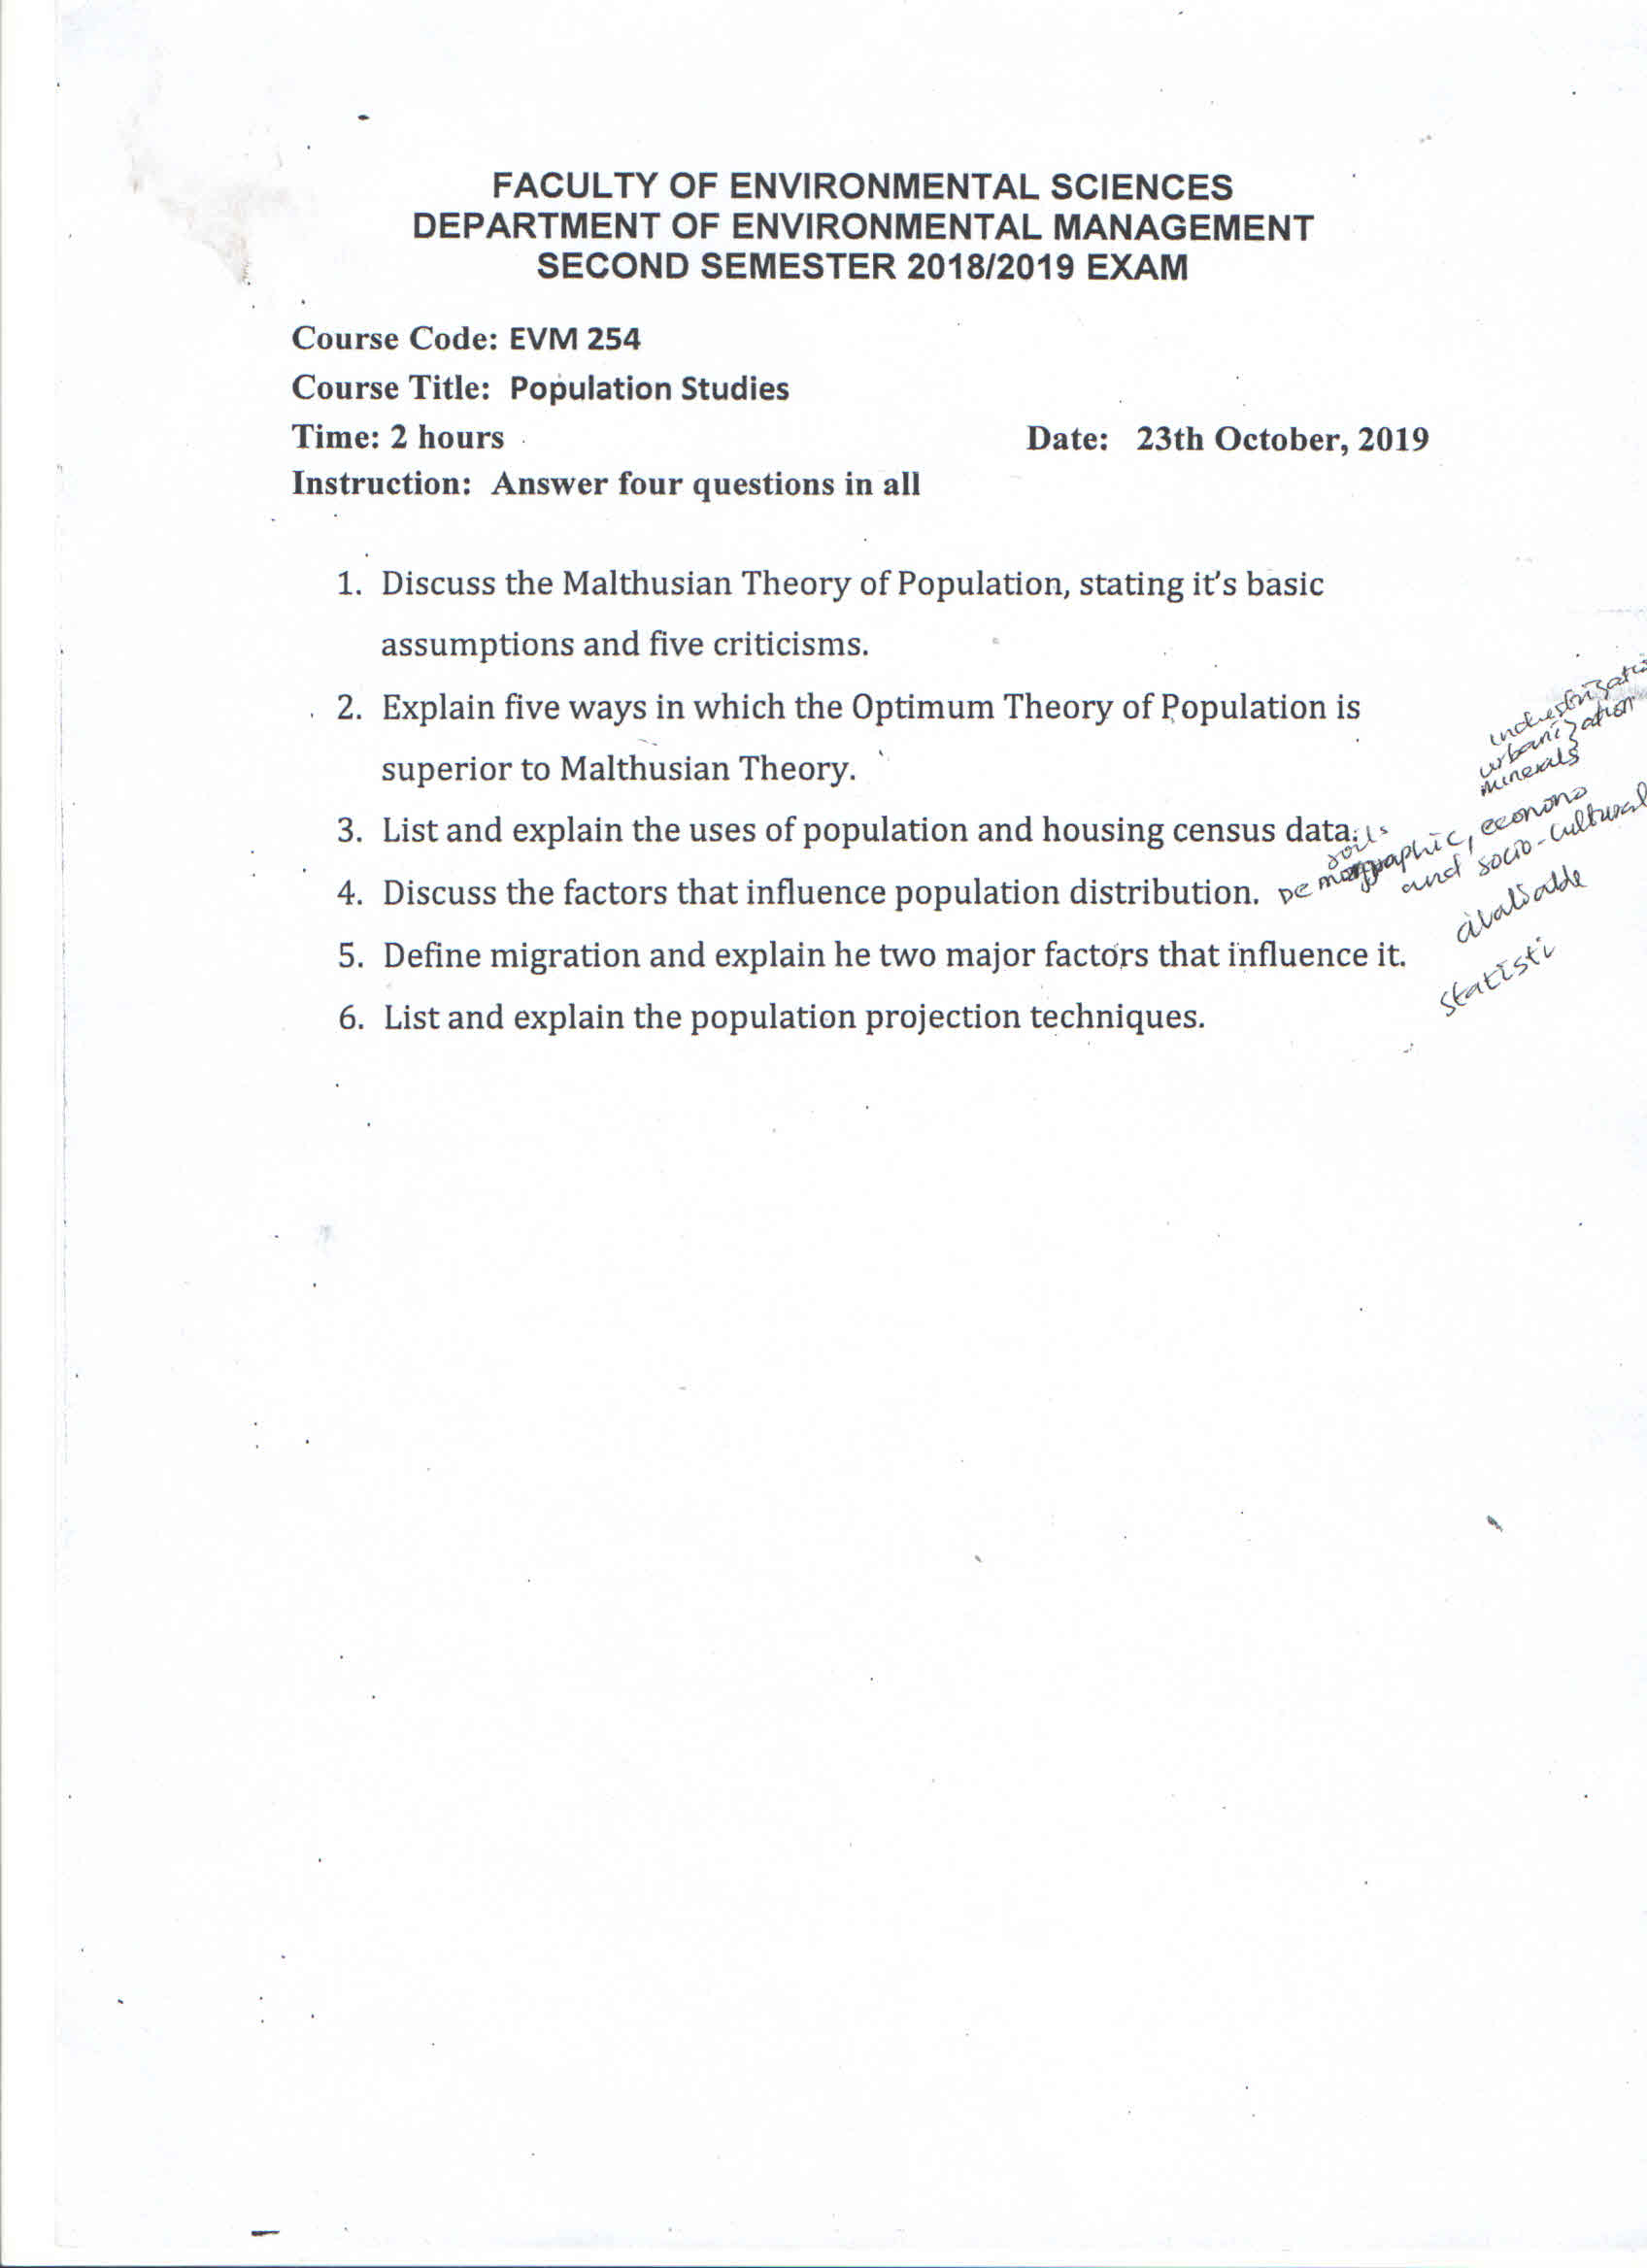 FACULTY OF ENVIRONMENTAL SCIENCES
DEPARTMENT OF ENVIRONMENTAL MANAGEMENT
SECOND SEMESTER 2018/2019 EXAM
Course Code: EVM 254
Course Title: Population Studies
Time: 2 hours
Date: 23th October, 2019
Instruction: Answer four questions in all
1. Discuss the Malthusian Theory of Population, stating it's basic
assumptions and five criticisms.
2. Explain five ways in which the Optimum Theory of Population is
superior to Malthusian Theory.
3. List and explain the uses of population and housing census data.
4. Discuss the factors that influence population distribution.
5. Define migration and explain he two major factors that influence it.
6. List and explain the population projection techniques.
urbanization
minerals
soils
economo
and socio-cultural
statisti